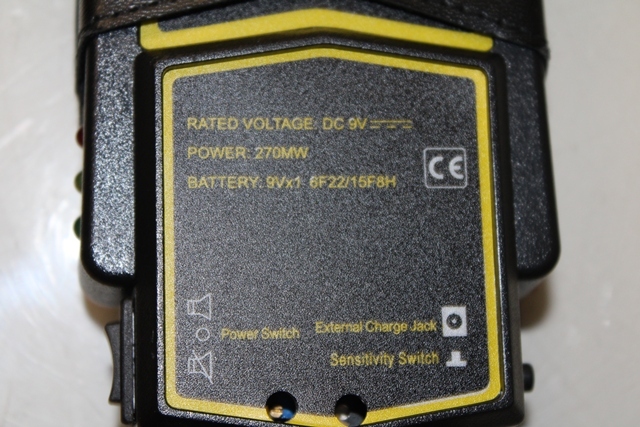 RATED VOLTAGE: DC 9V
POWER: 270MW
BATTERY: 9Vx1 6F22/15F8H
CE
Power Switch External Charge Jack
Sensitivity Switch